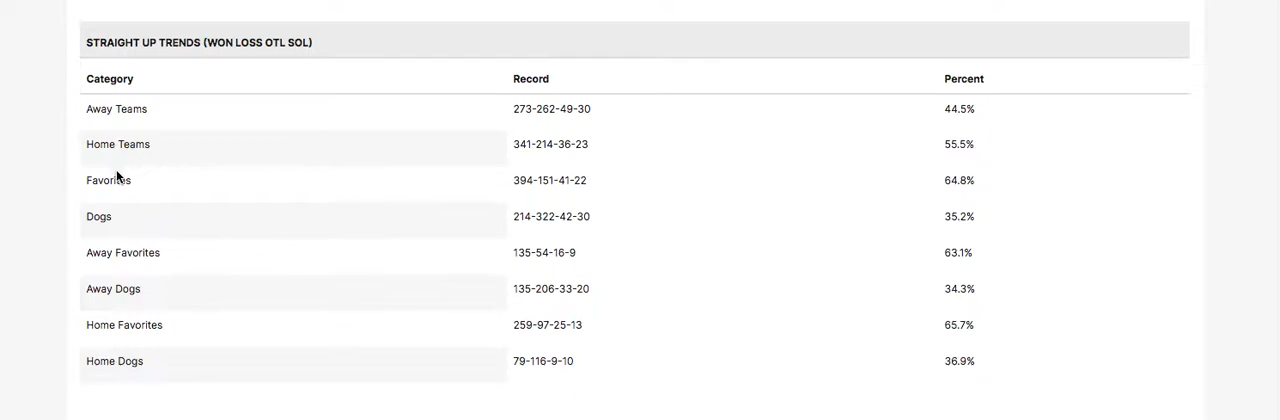 STRAIGHT UP TRENDS (WON LOSS OTL SOL)
Category Record Percent
Away Teams 273-262-49-30 44.5%
Home Teams 341-214-36-23 55.5%
Favorites 394-151-41-22 64.8%
Dogs 214-322-42-30 35.2%
Away Favorites 135-54-16-9 63.1%
Away Dogs 135-206-33-20 34.3%
Home Favorites 259-97-25-13 65.7%
Home Dogs 79-116-9-10 36.9%